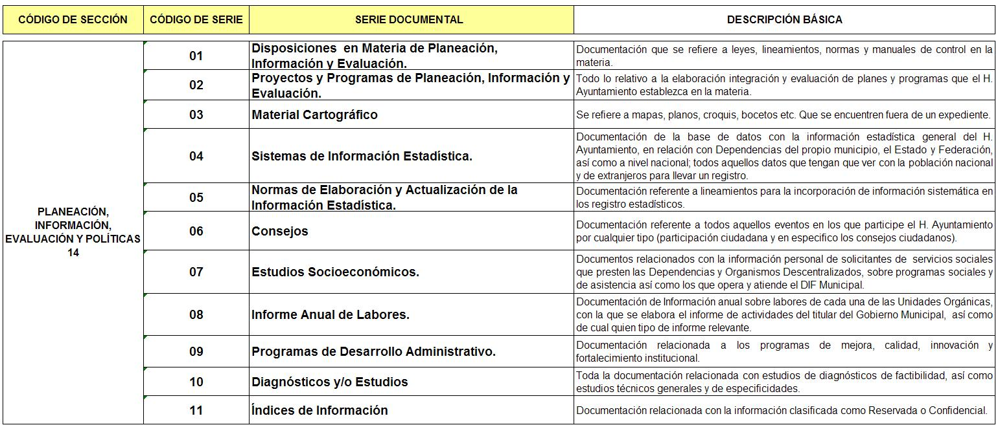 CÓDIGO DE SECCIÓN CÓDIGO DE SERIE SERIE DOCUMENTAL DESCRIPCIÓN BÁSICA
PLANEACIÓN,
INFORMACIÓN,
EVALUACIÓN Y POLÍTICAS
14
01
Disposiciones en Materia de Planeación,
Información y Evaluación.
Documentación que se refiere a leyes, lineamientos, normas y manuales de control en la
materia.
02
Proyectos y Programas de Planeación, Información y
Evaluación.
Todo lo relativo a la elaboración integración y evaluación de planes y programas que el H.
Ayuntamiento establezca en la materia.
03
Material Cartográfico
Se refiere a mapas, planos, croquis, bocetos etc. Que se encuentren fuera de un expediente.
04
Sistemas de Información Estadística.
Documentación de la base de datos con la información estadística general del H.
Ayuntamiento, en relación con Dependencias del propio municipio, el Estado y Federación,
así como a nivel nacional; todos aquellos datos que tengan que ver con la población nacional
y de extranjeros para llevar un registro.
05
Normas de Elaboración y Actualización de la
Información Estadística.
Documentación referente a lineamientos para la incorporación de información sistemática en
los registro estadísticos.
06
Consejos
Documentación referente a todos aquellos eventos en los que participe el H. Ayuntamiento
por cualquier tipo (participación ciudadana y en especifico los consejos ciudadanos).
07
Estudios Socioeconómicos.
Documentos relacionados con la información personal de solicitantes de servicios sociales
que presten las Dependencias y Organismos Descentralizados, sobre programas sociales y
de asistencia así como los que opera y atiende el DIF Municipal.
08
Informe Anual de Labores.
Documentación de Información anual sobre labores de cada una de las Unidades Orgánicas,
con la que se elabora el informe de actividades del titular del Gobierno Municipal, así como
de cual quien tipo de informe relevante.
09
Programas de Desarrollo Administrativo.
Documentación relacionada a los programas de mejora, calidad, innovación y
fortalecimiento institucional.
10
Diagnósticos y/o Estudios
Toda la documentación relacionada con estudios de diagnósticos de factibilidad, así como
estudios técnicos generales y de especificidades.
11
Índices de Información
Documentación relacionada con la información clasificada como Reservada o Confidencial.